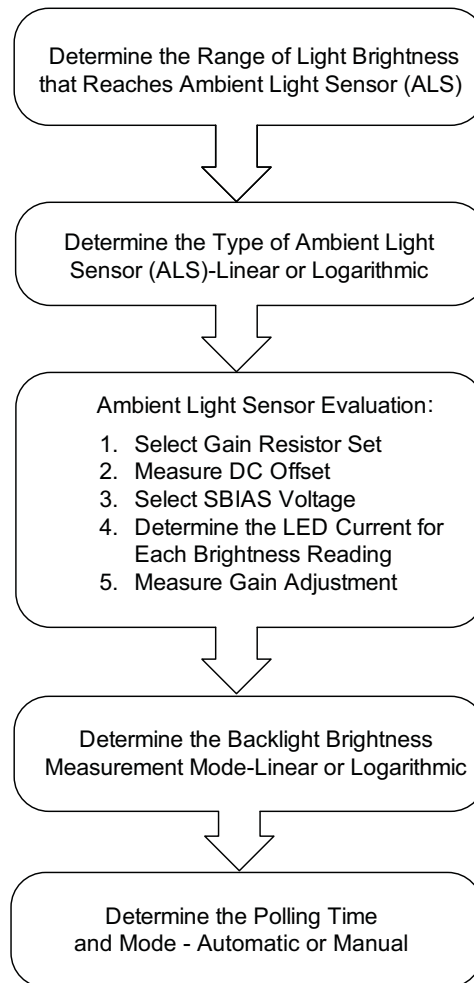 Determine the Range of Light Brightness
that Reaches Ambient Light Sensor (ALS)
Determine the Type of Ambient Light
Sensor (ALS)-Linear or Logarithmic
Ambient Light Sensor Evaluation:
1. Select Gain Resistor Set
2. Measure DC Offset
3. Select SBIAS Voltage
4. Determine the LED Current for
Each Brightness Reading
5. Measure Gain Adjustment
Determine the Backlight Brightness
Measurement Mode-Linear or Logarithmic
Determine the Polling Time
and Mode - Automatic or Manual